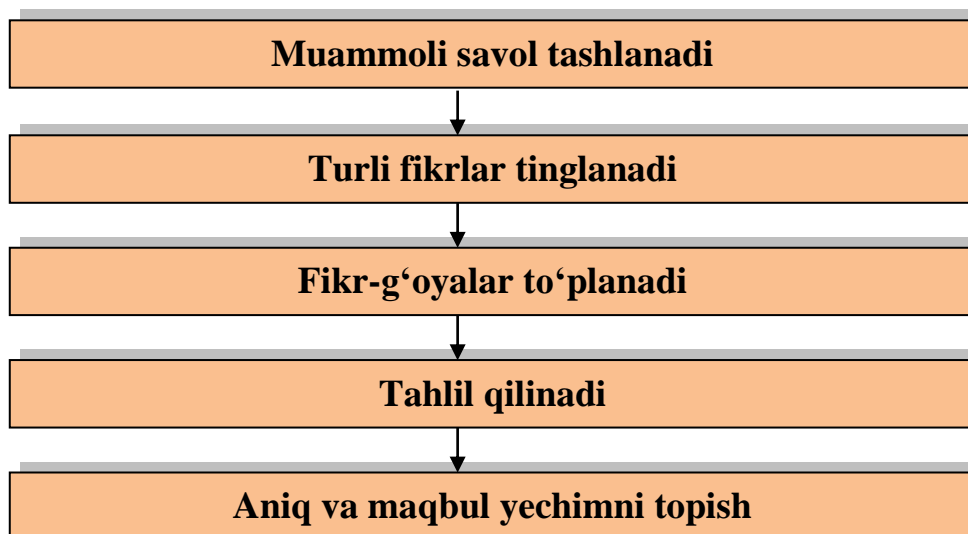 Muammoli savol tashlanadi
Turli fikrlar tinglanadi
Fikr-g‘oyalar to‘planadi
Tahlil qilinadi
Aniq va maqbul yechimni topish